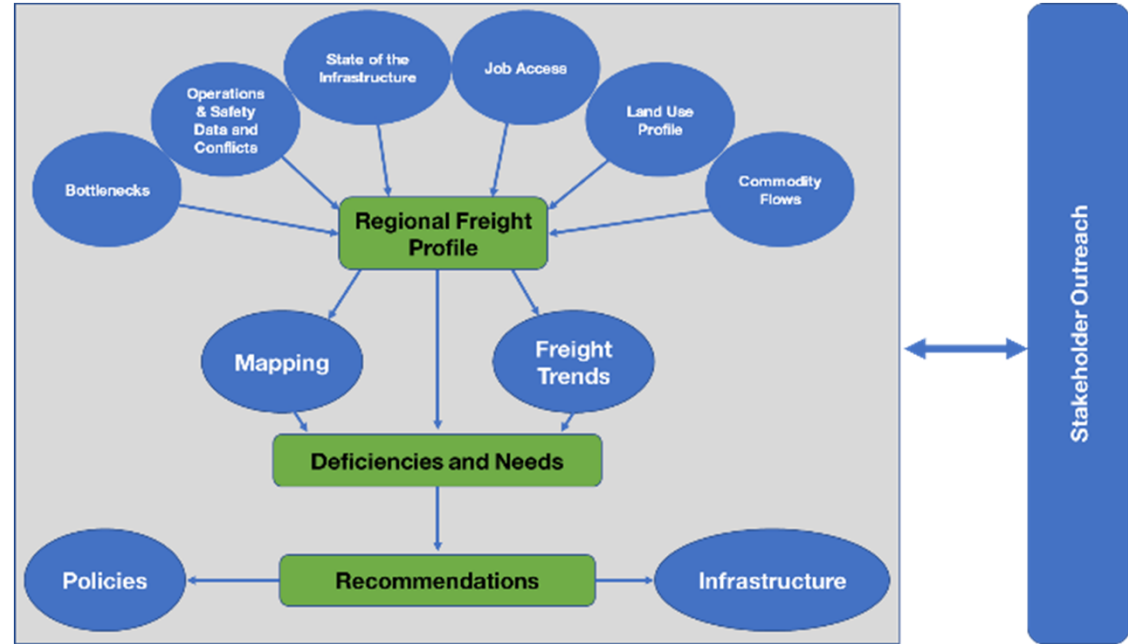 State of the
Infrastructure
Job Access
Operations
& Safety
Data and
Conflicts
Land Use
Profile
Bottlenecks
Commodity
Flows
Regional Freight
Profile
Mapping
Freight
Trends
Deficiencies and Needs
Policies
Recommendations
Infrastructure
Stakeholder Outreach